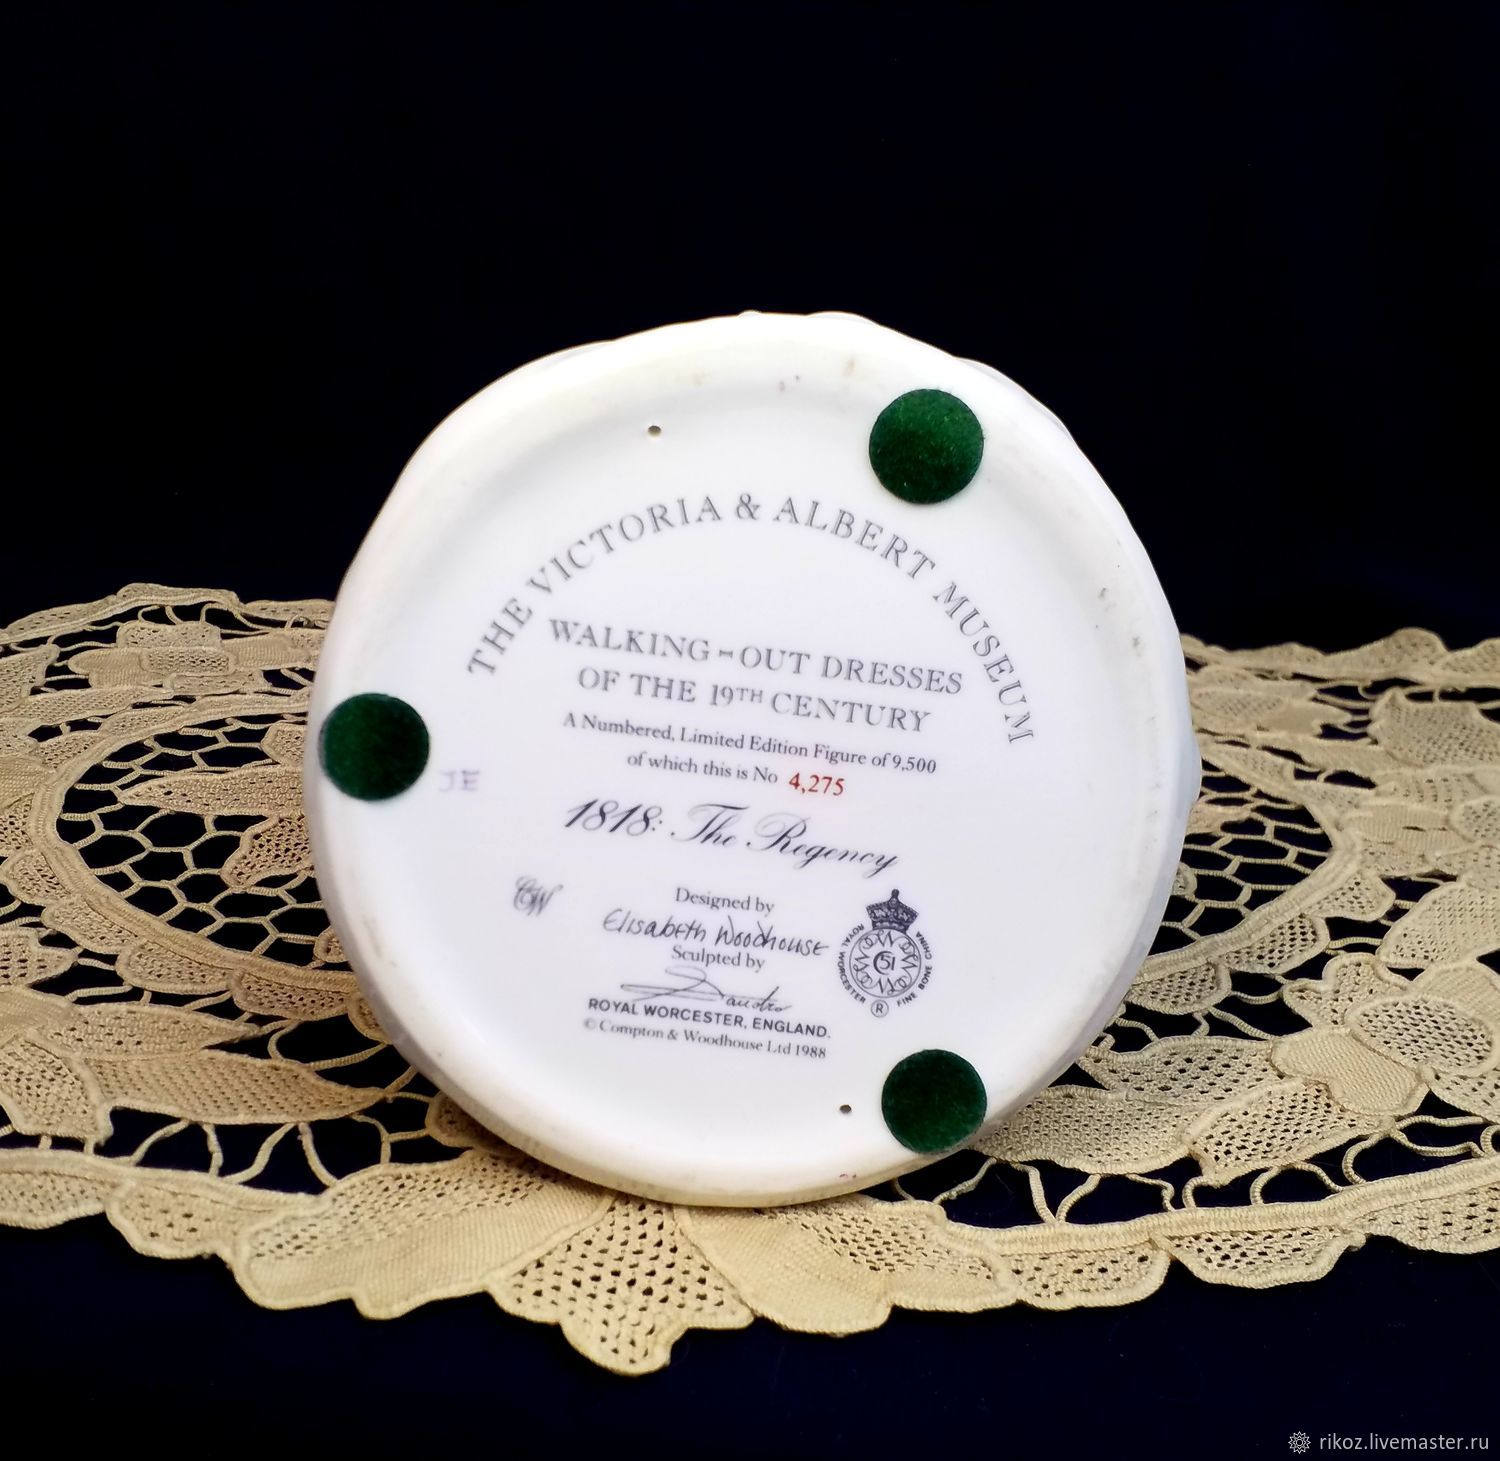 THE VICTORIA & ALBERT MUSEUM
WALKING-OUT DRESSES
OF THE 19TH CENTURY
A Numbered, Limited Edition Figure of 9,500
of which this is No 4,275
JE
1818: The Regency
CW
Designed by
Elisabeth Woodhouse
Sculpted by
ROYAL WORCESTER, ENGLAND.
© Compton & Woodhouse Ltd 1988
51
ROYAL WORCESTER
®
FINE BONE CHINA
rikoz.livemaster.ru